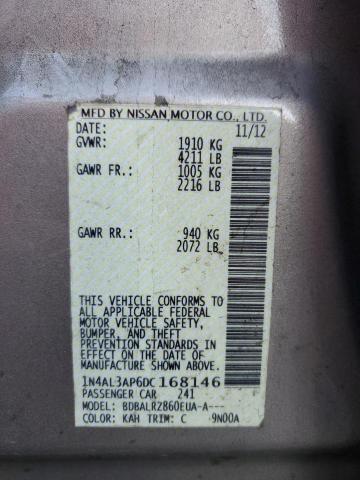 MFD BY NISSAN MOTOR CO., LTD.
DATE: 11/12
GVWR: 1910 KG
4211 LB
GAWR FR.: 1005 KG
2216 LB
GAWR RR.: 940 KG
2072 LB
THIS VEHICLE CONFORMS TO
ALL APPLICABLE FEDERAL
MOTOR VEHICLE SAFETY,
BUMPER, AND THEFT
PREVENTION STANDARDS
IN EFFECT ON THE DATE OF
MANUFACTURE SHOWN ABOVE.
1N4AL3AP6DC168146
PASSENGER CAR 241
MODEL: BDBALRZ860EUA-A---
COLOR: KAH TRIM: C 9N00A